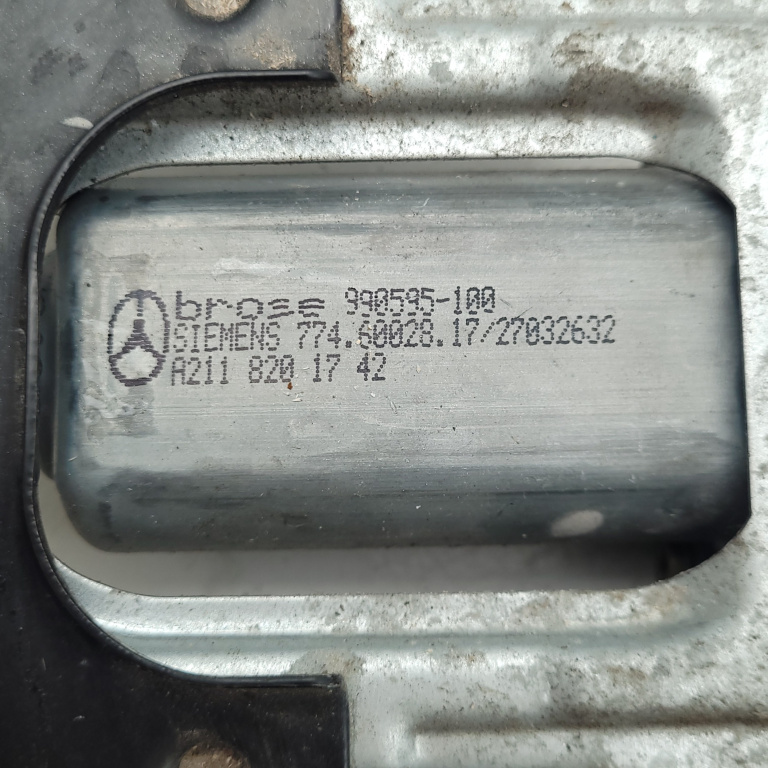 brose 990595-100
SIEMENS 774.60028.17/27032632
A211 820 17 42